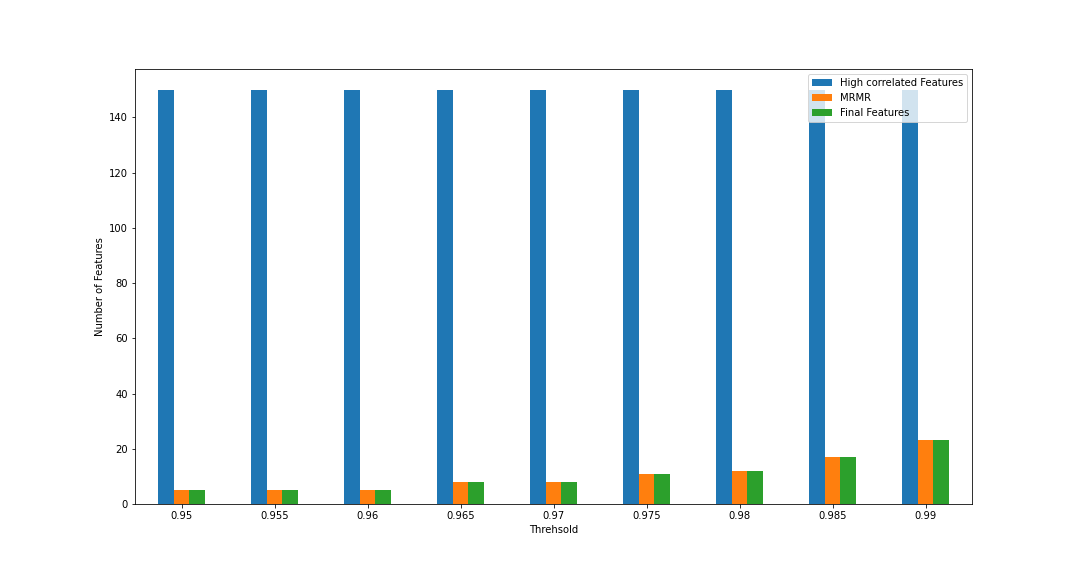 High correlated Features
MRMR
Final Features
140
120
100
80
60
40
20
0
Number of Features
0.95 0.955 0.96 0.965 0.97 0.975 0.98 0.985 0.99
Threhsold